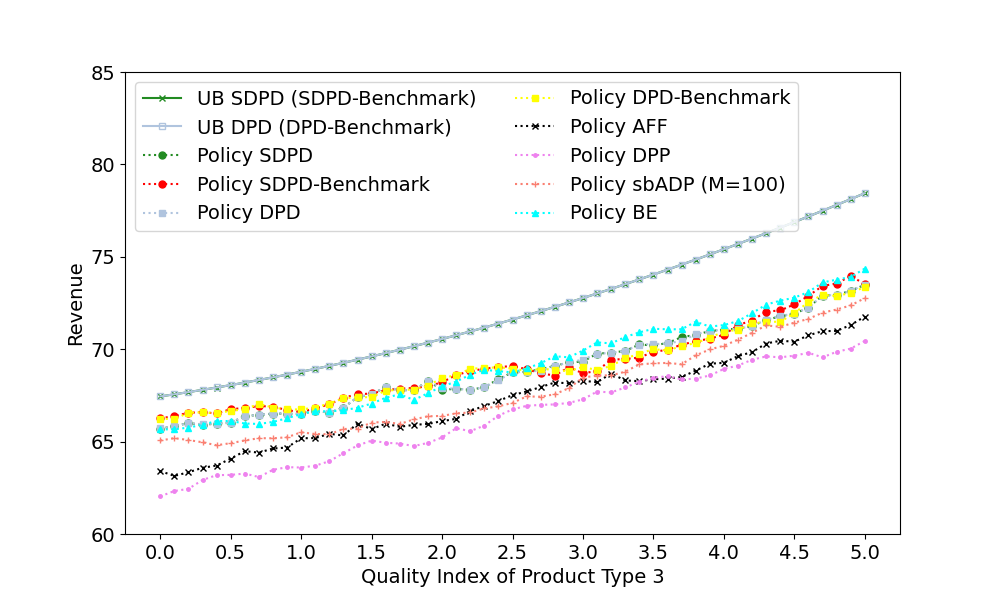 85
80
75
70
65
60
Revenue
UB SDPD (SDPD-Benchmark)
UB DPD (DPD-Benchmark)
Policy SDPD
Policy SDPD-Benchmark
Policy DPD
Policy DPD-Benchmark
Policy AFF
Policy DPP
Policy sbADP (M=100)
Policy BE
0.0 0.5 1.0 1.5 2.0 2.5 3.0 3.5 4.0 4.5 5.0
Quality Index of Product Type 3